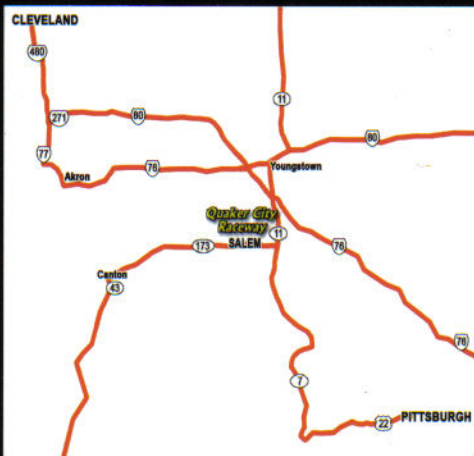 CLEVELAND
480
11
271
80
80
77
Akron
76
Youngstown
Quaker City
Raceway
11
173
SALEM
76
Canton
43
76
7
22
PITTSBURGH